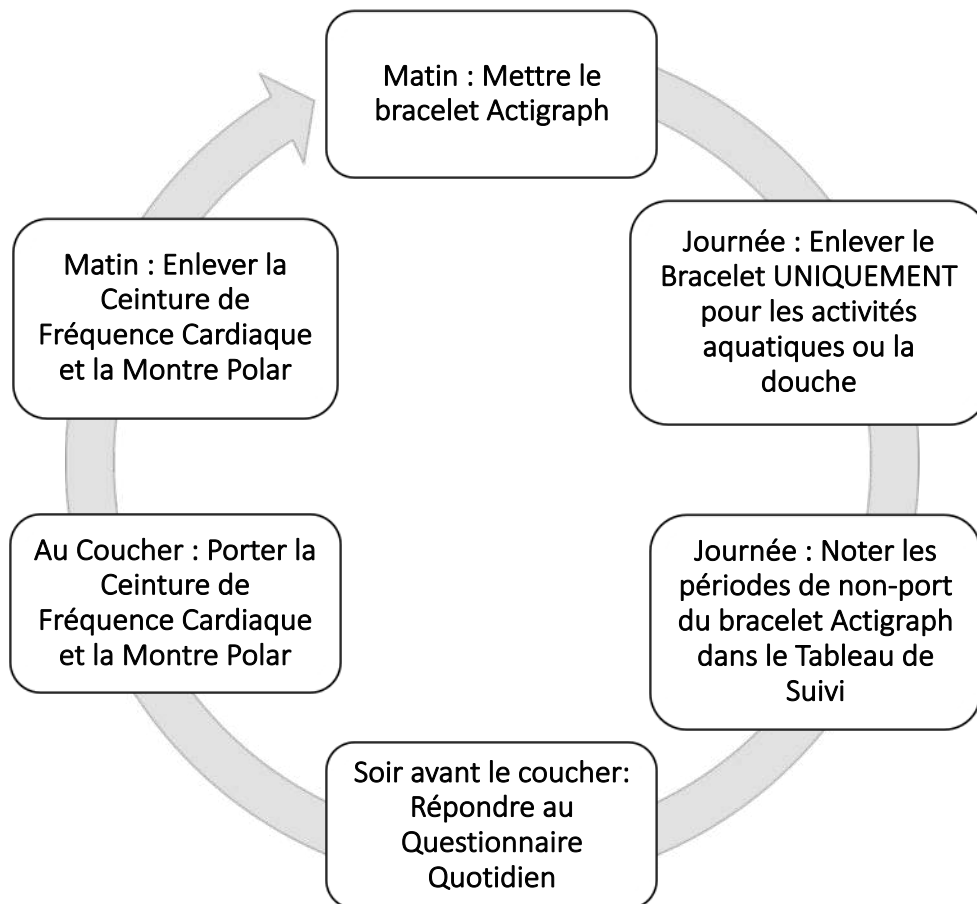 Matin : Mettre le
bracelet Actigraph
Journée : Enlever le
Bracelet UNIQUEMENT
pour les activités
aquatiques ou la
douche
Journée : Noter les
périodes de non-port
du bracelet Actigraph
dans le Tableau de
Suivi
Soir avant le coucher:
Répondre au
Questionnaire
Quotidien
Au Coucher : Porter la
Ceinture de
Fréquence Cardiaque
et la Montre Polar
Matin : Enlever la
Ceinture de
Fréquence Cardiaque
et la Montre Polar